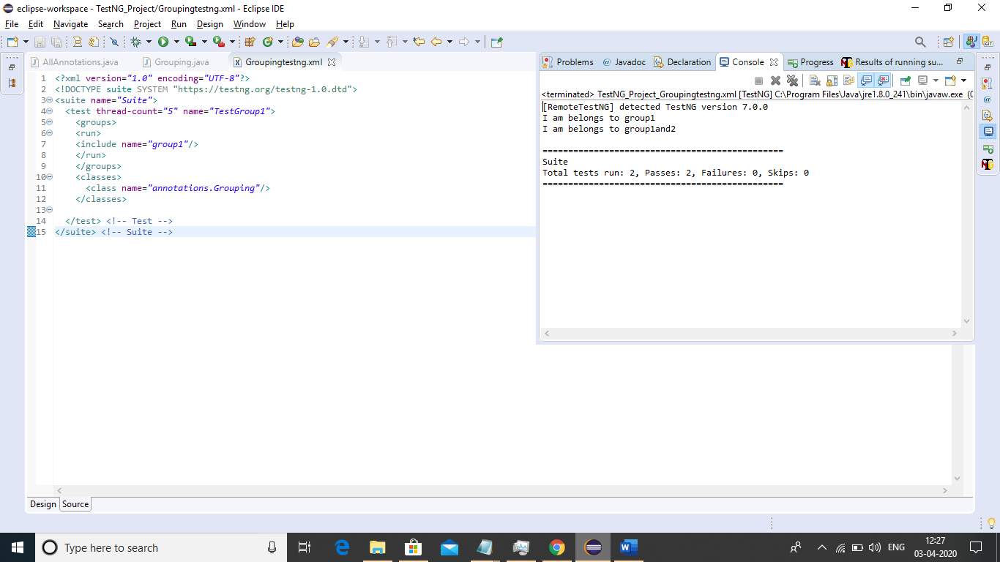 eclipse-workspace - TestNG_Project/Groupingtestng.xml - Eclipse IDE
File Edit Navigate Search Project Run Design Window Help
AllAnnotations.java Grouping.java Groupingtestng.xml
1 <?xml version="1.0" encoding="UTF-8"?>
2 <!DOCTYPE suite SYSTEM "https://testng.org/testng-1.0.dtd">
3 <suite name="Suite">
4 <test thread-count="5" name="TestGroup1">
5 <groups>
6 <run>
7 <include name="group1"/>
8 </run>
9 </groups>
10 <classes>
11 <class name="annotations.Grouping"/>
12 </classes>
13
14 </test> <!-- Test -->
15 </suite> <!-- Suite -->
Design Source
Problems @ Javadoc Declaration Console Progress Results of running su...
<terminated> TestNG_Project_Groupingtestng.xml [TestNG] C:\Program Files\Java\jre1.8.0_241\bin\javaw.exe (0
[RemoteTestNG] detected TestNG version 7.0.0
I am belongs to group1
I am belongs to group1and2
===============================================
Suite
Total tests run: 2, Passes: 2, Failures: 0, Skips: 0
===============================================
Type here to search
ENG
12:27
03-04-2020